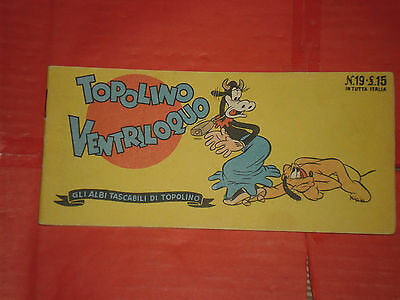 TOPOLINO
VENTRILOQUO
N.19-£.15
IN TUTTA ITALIA
GLI ALBI TASCABILI DI TOPOLINO